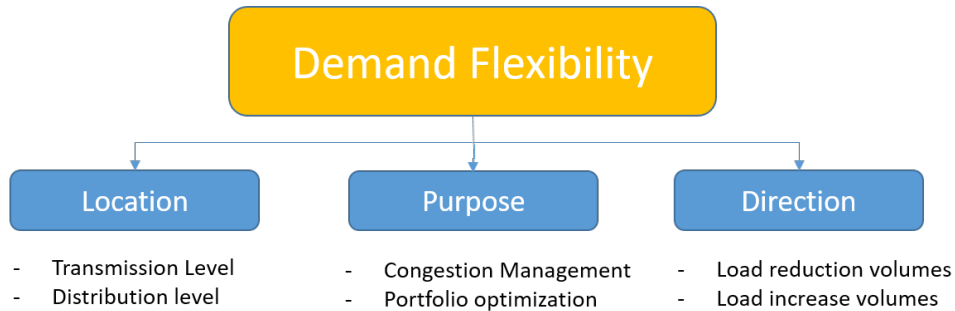 Demand Flexibility
Location
Purpose
Direction
- Transmission Level
- Distribution level
- Congestion Management
- Portfolio optimization
- Load reduction volumes
- Load increase volumes